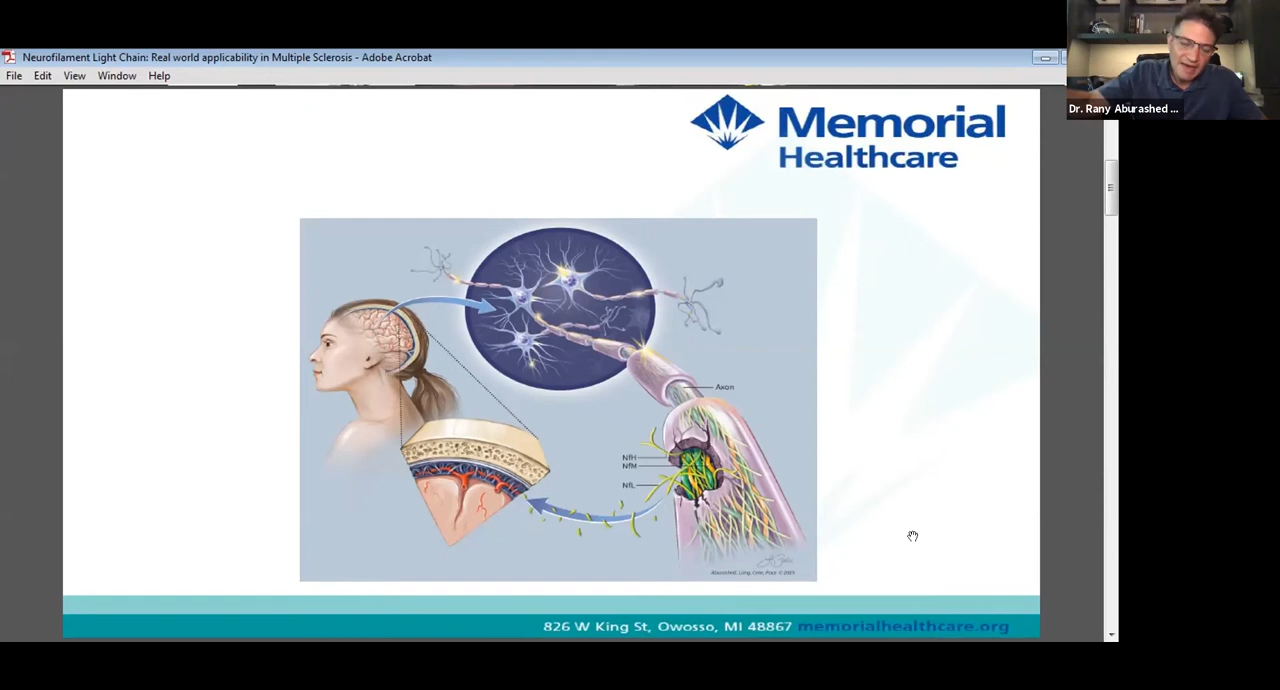 Neurofilament Light Chain: Real world applicability in Multiple Sclerosis - Adobe Acrobat
File Edit View Window Help
Dr. Rany Aburashed ...
Memorial
Healthcare
Axon
NfH
NfM
NfL
826 W King St, Owosso, MI 48867 memorialhealthcare.org